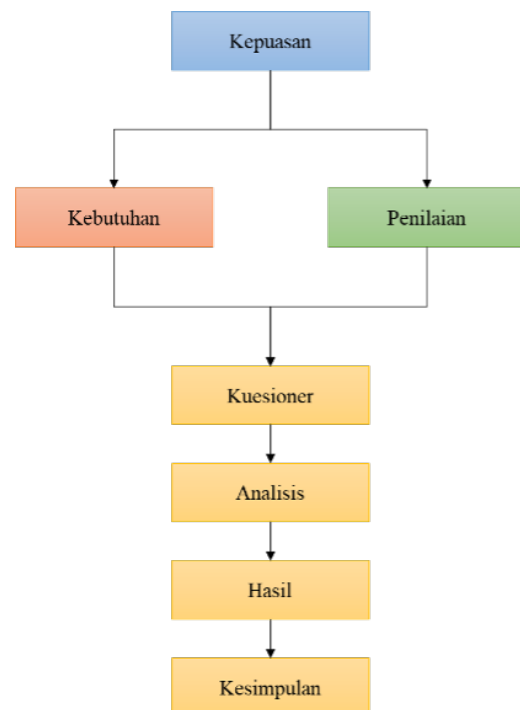 Kepuasan
Kebutuhan
Penilaian
Kuesioner
Analisis
Hasil
Kesimpulan